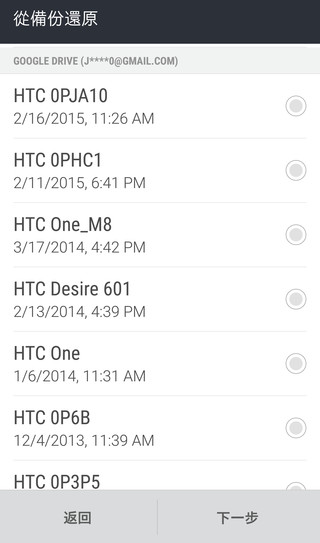 從備份還原
GOOGLE DRIVE (J****0@GMAIL.COM)
HTC 0PJA10
2/16/2015, 11:26 AM
HTC 0PHC1
2/11/2015, 6:41 PM
HTC One_M8
3/17/2014, 4:42 PM
HTC Desire 601
2/13/2014, 4:39 PM
HTC One
1/6/2014, 11:31 AM
HTC 0P6B
12/4/2013, 11:39 AM
HTC 0P3P5
返回
下一步